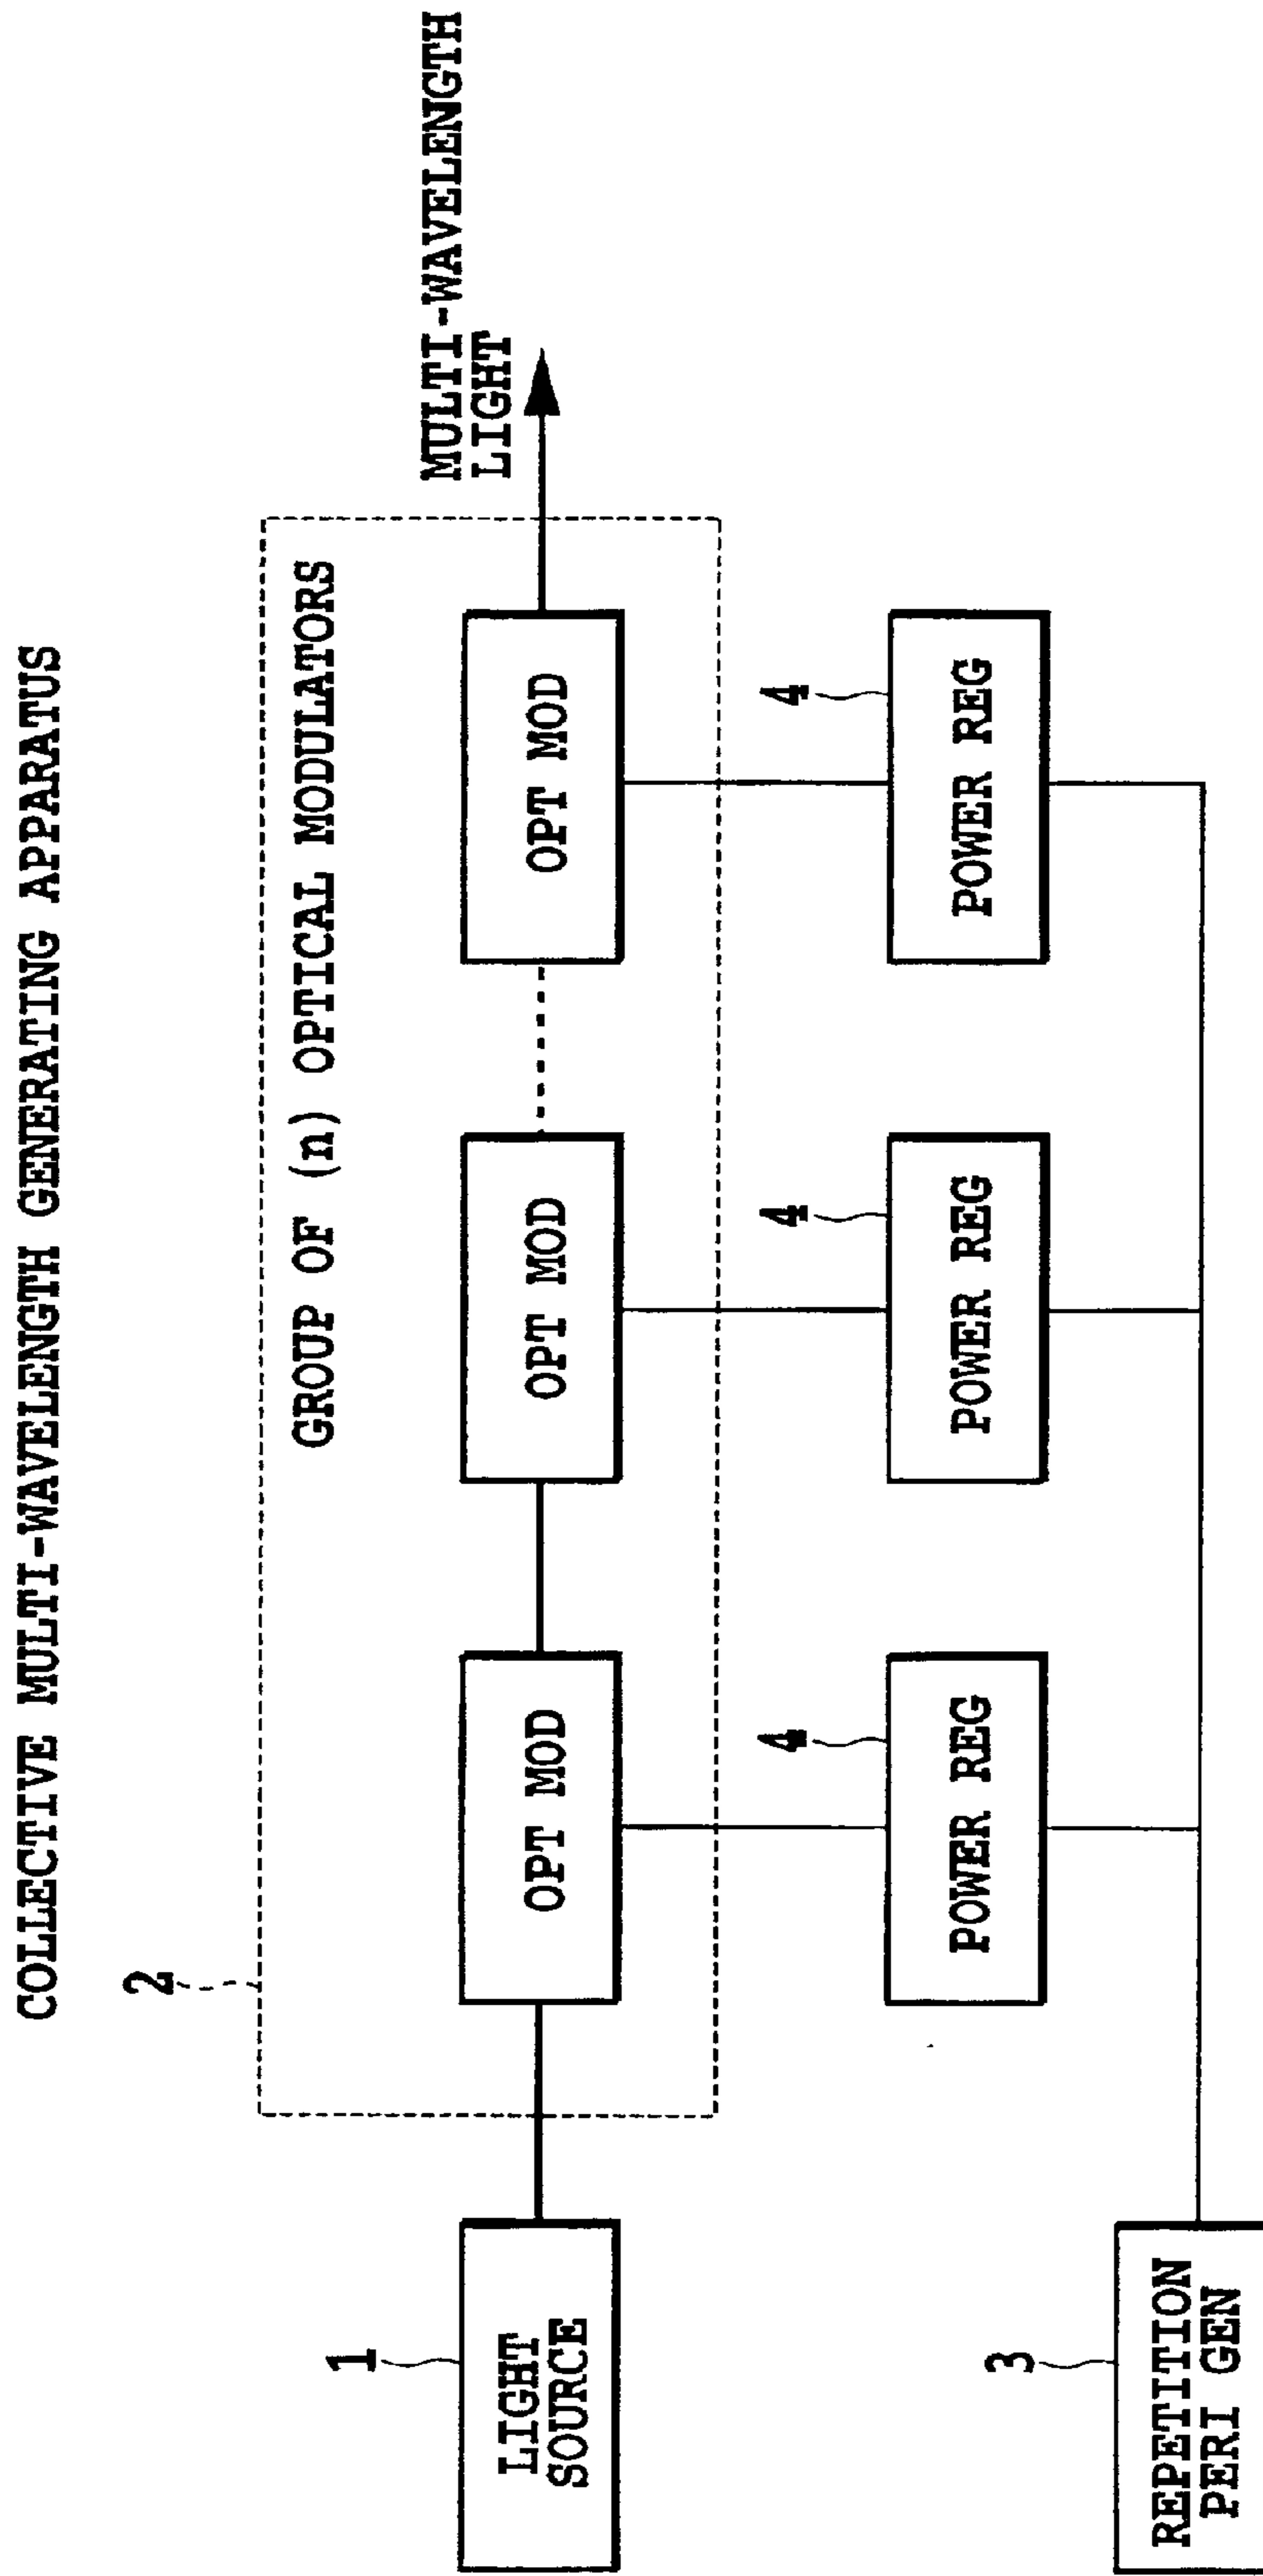 COLLECTIVE MULTI-WAVELENGTH GENERATING APPARATUS
2
GROUP OF (n) OPTICAL MODULATORS
MULTI-WAVELENGTH
LIGHT
1
LIGHT
SOURCE
OPT MOD
OPT MOD
OPT MOD
4
4
4
POWER REG
POWER REG
POWER REG
3
REPETITION
PERI GEN